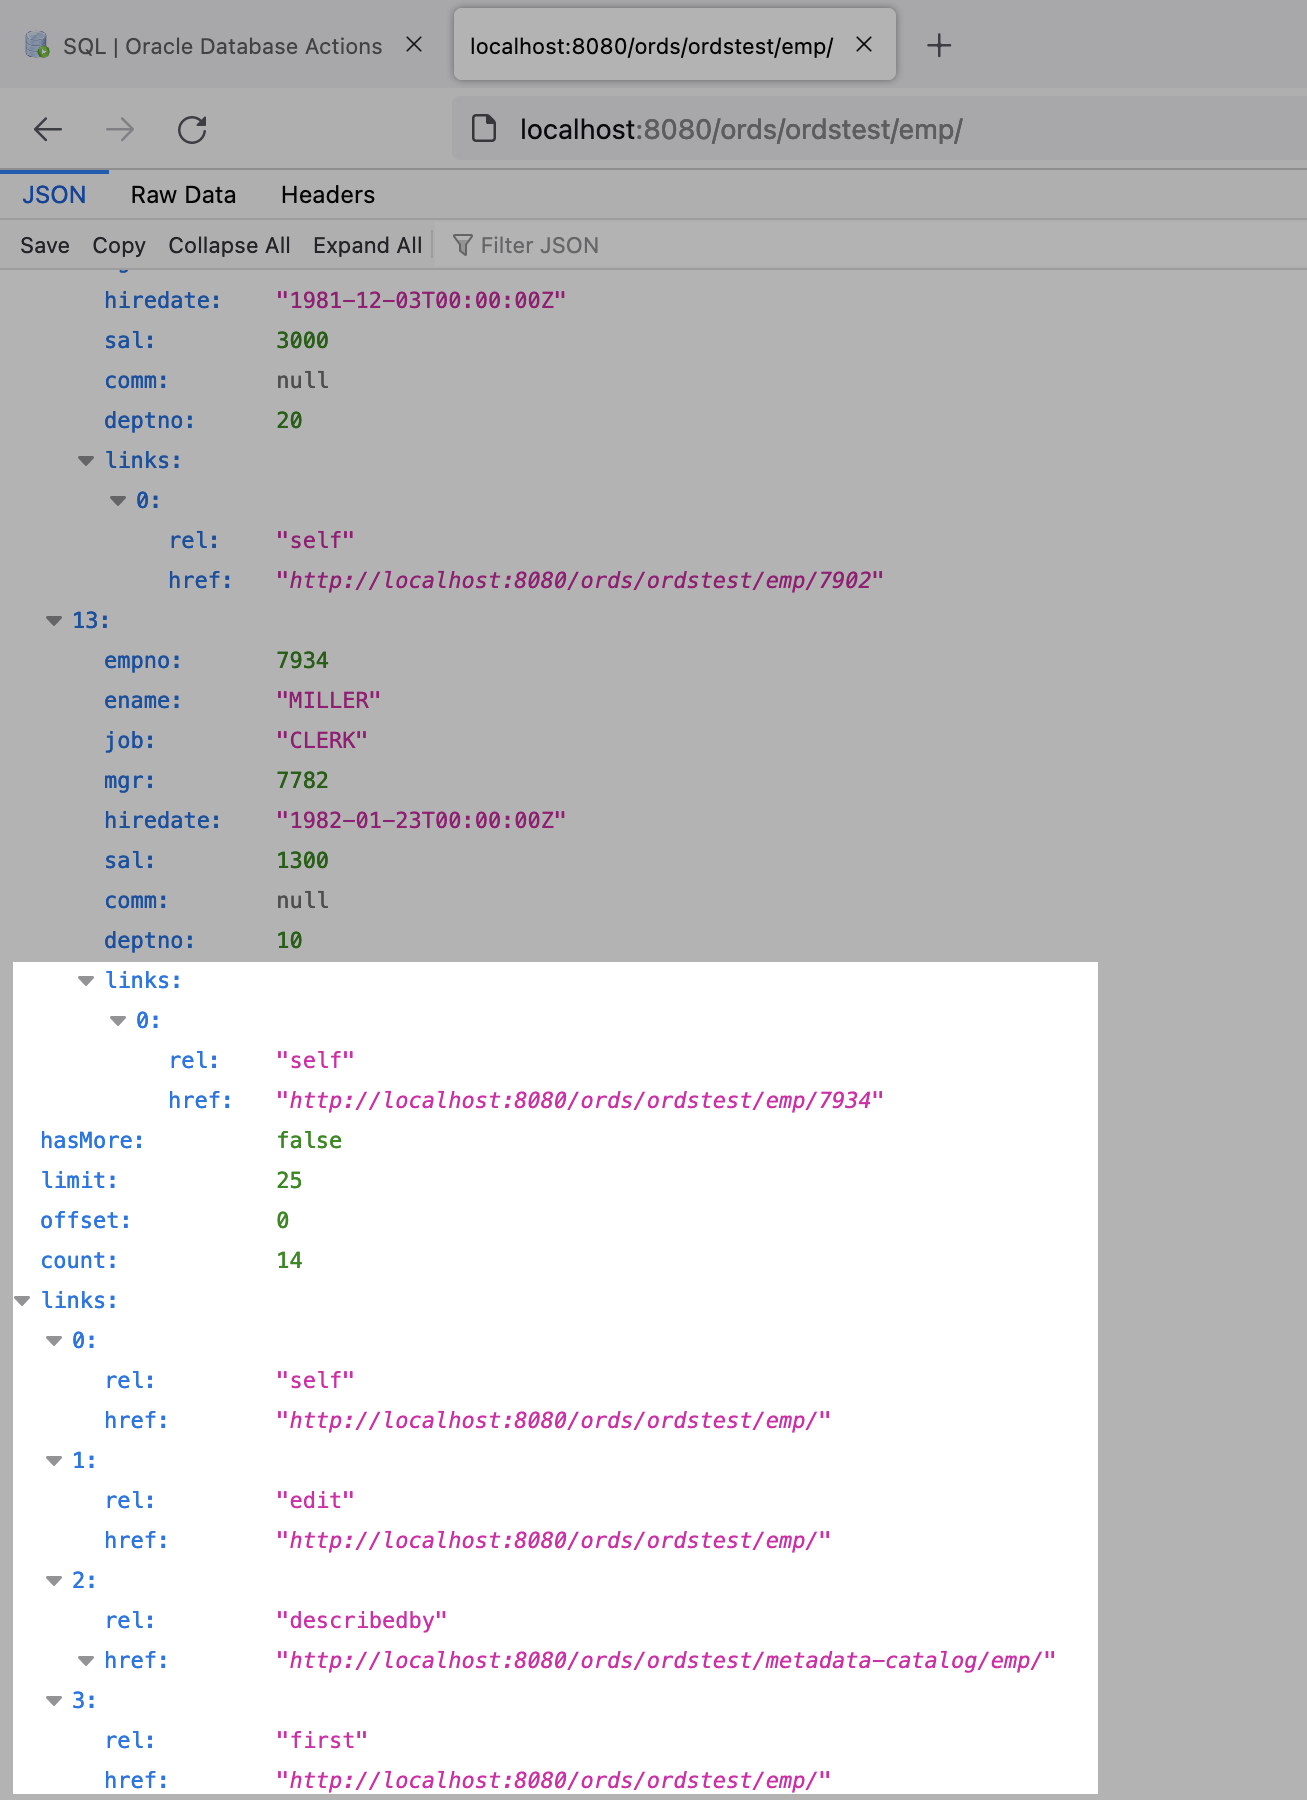 SQL | Oracle Database Actions
localhost:8080/ords/ordstest/emp/
localhost:8080/ords/ordstest/emp/
JSON Raw Data Headers
Save Copy Collapse All Expand All Filter JSON
hiredate: "1981-12-03T00:00:00Z"
sal: 3000
comm: null
deptno: 20
links:
0:
rel: "self"
href: "http://localhost:8080/ords/ordstest/emp/7902"
13:
empno: 7934
ename: "MILLER"
job: "CLERK"
mgr: 7782
hiredate: "1982-01-23T00:00:00Z"
sal: 1300
comm: null
deptno: 10
links:
0:
rel: "self"
href: "http://localhost:8080/ords/ordstest/emp/7934"
hasMore: false
limit: 25
offset: 0
count: 14
links:
0:
rel: "self"
href: "http://localhost:8080/ords/ordstest/emp/"
1:
rel: "edit"
href: "http://localhost:8080/ords/ordstest/emp/"
2:
rel: "describedby"
href: "http://localhost:8080/ords/ordstest/metadata-catalog/emp/"
3:
rel: "first"
href: "http://localhost:8080/ords/ordstest/emp/"